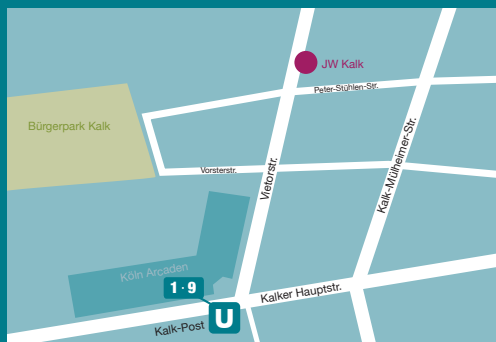 JW Kalk
Peter-Stühlen-Str.
Bürgerpark Kalk
Kalk-Mülheimer-Str.
Vorsterstr.
Vietorstr.
Köln Arcaden
1 · 9
Kalker Hauptstr.
U
Kalk-Post